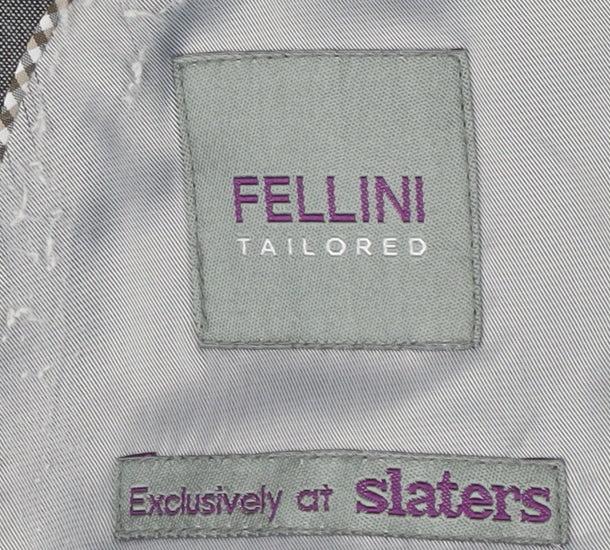 FELLINI
TAILORED
Exclusively at slaters